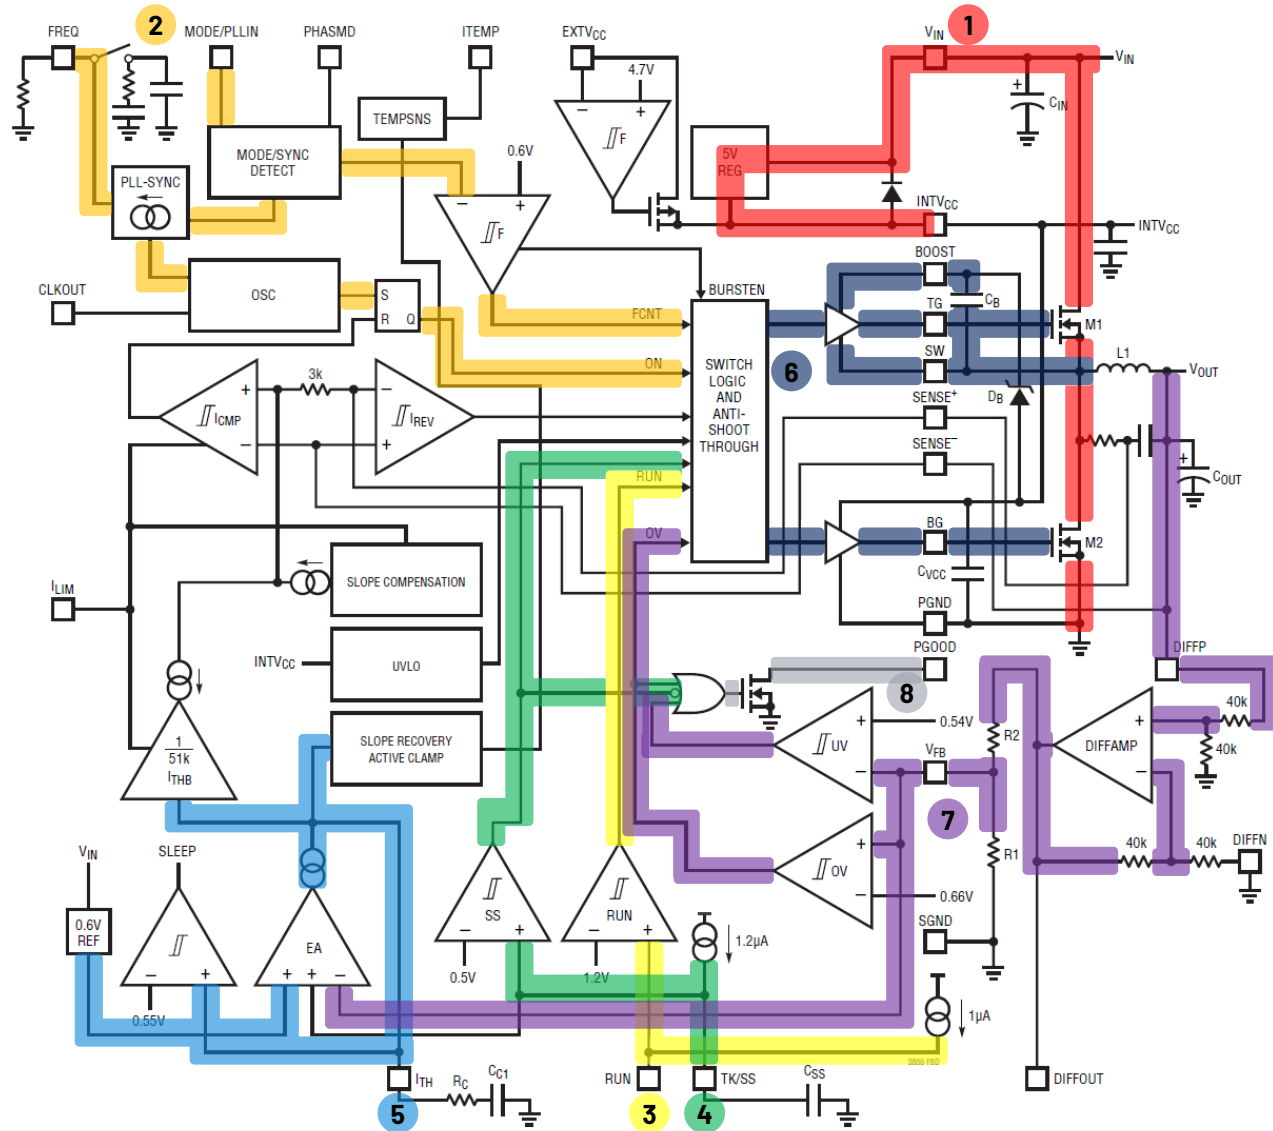 FREQ
2
MODE/PLLIN
PHASMD
ITEMP
EXTVCC
VIN
1
VIN
4.7V
+
CIN
TEMPSNS
−
+
F
MODE/SYNC
DETECT
0.6V
5V
REG
PLL-SYNC
−
+
F
INTVCC
INTVCC
BOOST
CLKOUT
OSC
S
R
Q
BURSTEN
CB
TG
M1
FCNT
SW
L1
VOUT
ON
SWITCH
LOGIC
AND
ANTI-
SHOOT
THROUGH
6
3k
+
−
−
+
ICMP
IREV
SENSE+
DB
SENSE−
+
COUT
RUN
OV
BG
M2
CVCC
ILIM
SLOPE COMPENSATION
PGND
INTVCC
UVLO
PGOOD
8
DIFFP
40k
40k
0.54V
+
−
UV
SLOPE RECOVERY
ACTIVE CLAMP
1
51k
ITHB
VFB
R2
+
−
DIFFAMP
7
VIN
SLEEP
+
−
OV
0.66V
R1
40k
40k
DIFFN
0.6V
REF
EA
SS
RUN
1.2µA
SGND
−
+
+
+
−
−
+
−
+
0.55V
0.5V
1.2V
1µA
3855 FBD
ITH
RC
CC1
RUN
TK/SS
CSS
DIFFOUT
5
3
4